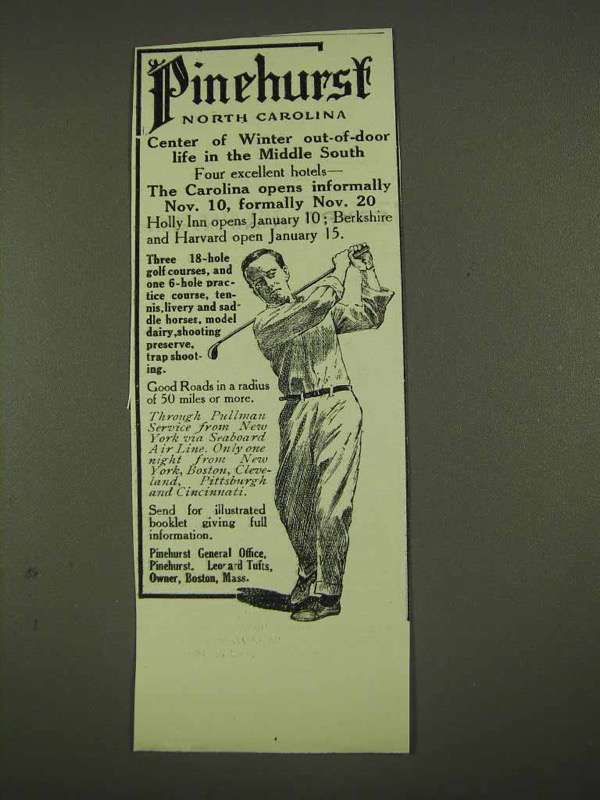 Pinehurst
NORTH CAROLINA
Center of Winter out-of-door
life in the Middle South
Four excellent hotels—
The Carolina opens informally
Nov. 10, formally Nov. 20
Holly Inn opens January 10; Berkshire
and Harvard open January 15.
Three 18-hole
golf courses, and
one 6-hole prac-
tice course, ten-
nis, livery and sad-
dle horses, model
dairy, shooting
preserve,
trap shoot-
ing.
Good Roads in a radius
of 50 miles or more.
Through Pullman
Service from New
York via Seaboard
Air Line. Only one
night from New
York, Boston, Cleve-
land, Pittsburgh
and Cincinnati.
Send for illustrated
booklet giving full
information.
Pinehurst General Office,
Pinehurst. Leonard Tufts,
Owner, Boston, Mass.